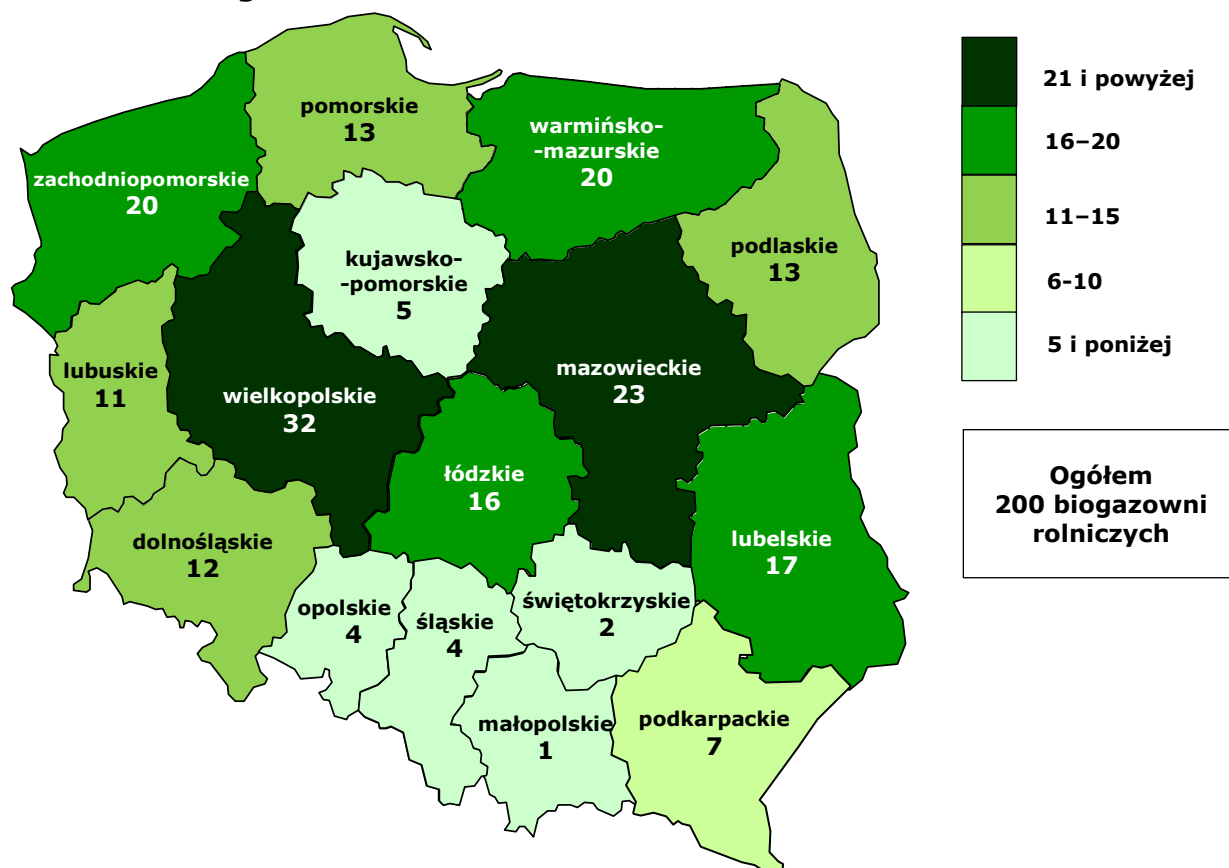 pomorskie
13
warmińsko-
-mazurskie
20
zachodniopomorskie
20
podlaskie
13
kujawsko-
-pomorskie
5
lubuskie
11
wielkopolskie
32
mazowieckie
23
łódzkie
16
lubelskie
17
dolnośląskie
12
opolskie
4
śląskie
4
świętokrzyskie
2
małopolskie
1
podkarpackie
7
21 i powyżej
16–20
11–15
6-10
5 i poniżej
Ogółem
200 biogazowni
rolniczych